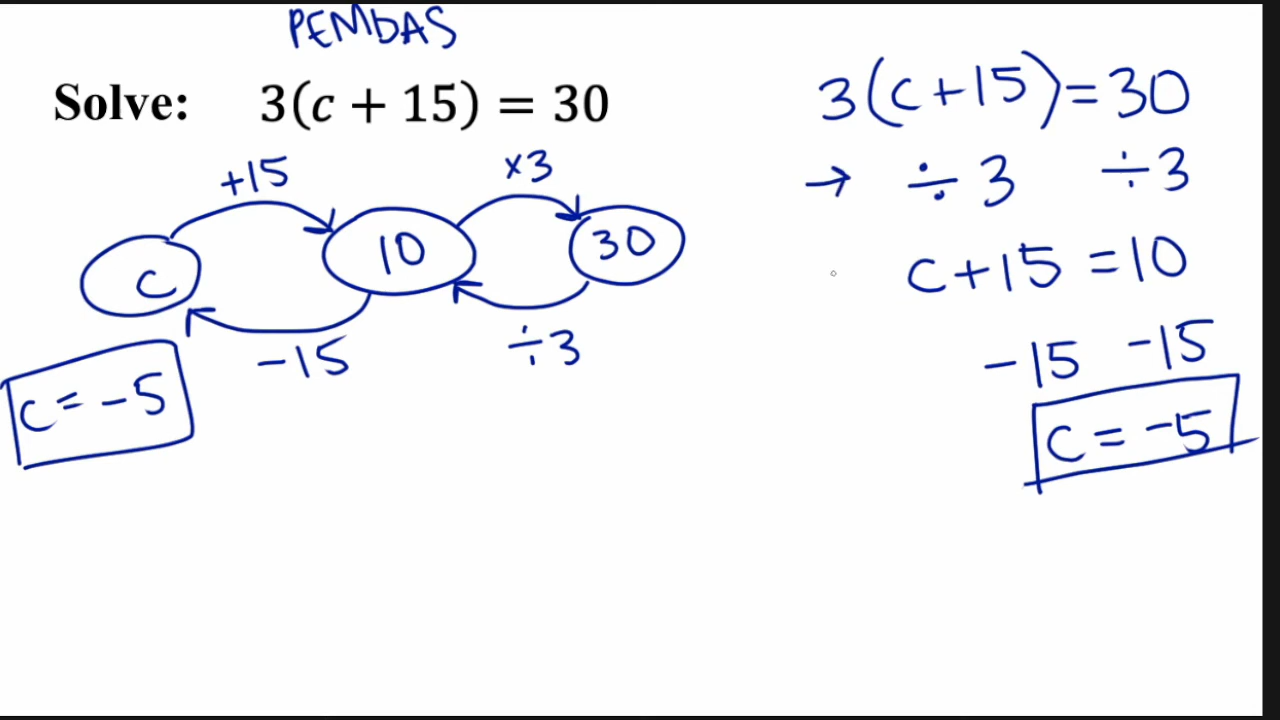 PEMDAS
Solve: 3(c + 15) = 30
+15
×3
c
10
30
-15
÷3
c = -5
3(c+15)=30
→ ÷3 ÷3
c+15 =10
-15 -15
c = -5